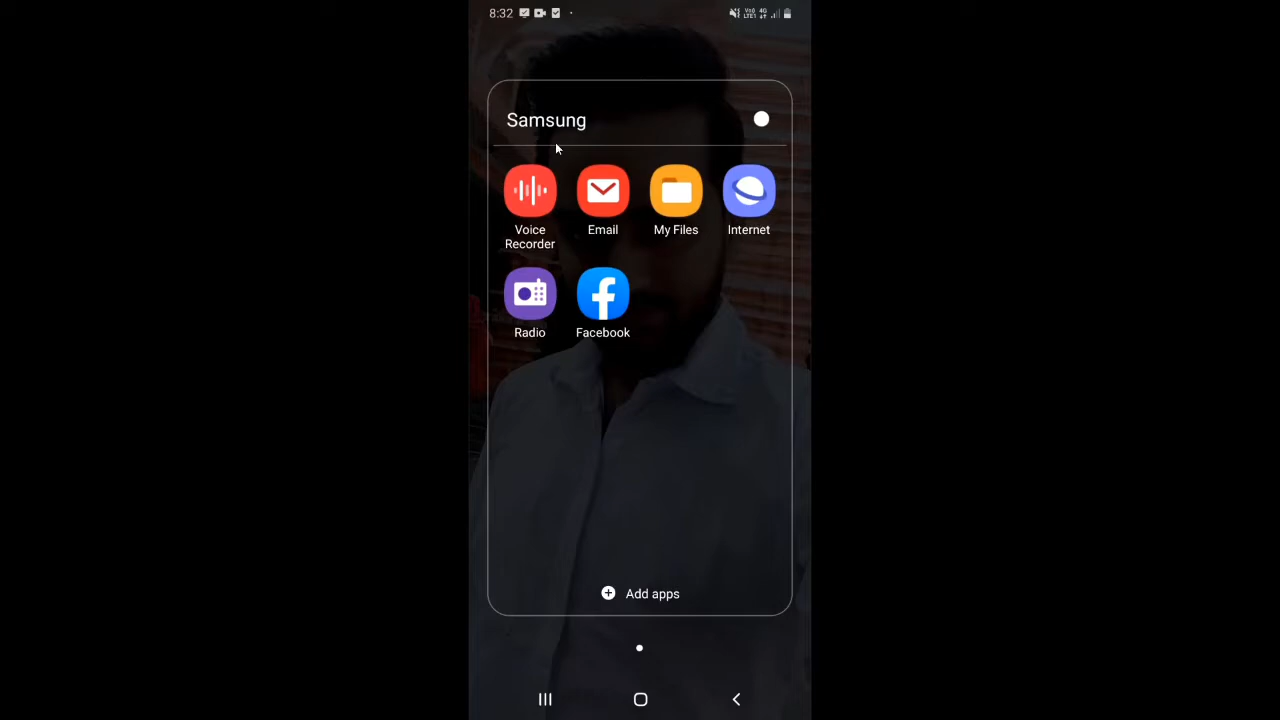 8:32
Samsung
Voice Recorder
Email
My Files
Internet
Radio
Facebook
Add apps